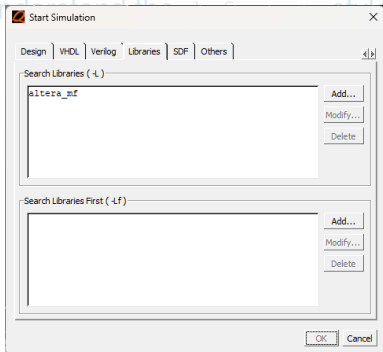 Start Simulation
Design VHDL Verilog Libraries SDF Others
Search Libraries ( -L )
altera_mf
Add...
Modify...
Delete
Search Libraries First ( -Lf )
Add...
Modify...
Delete
OK Cancel